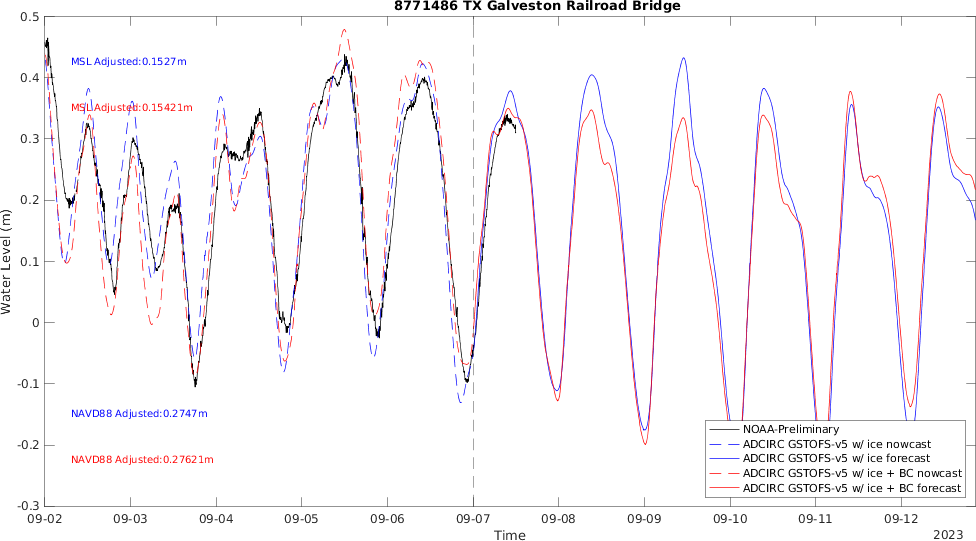 8771486 TX Galveston Railroad Bridge
0.5
0.4
0.3
0.2
0.1
0
-0.1
-0.2
-0.3
Water Level (m)
MSL Adjusted:0.1527m
MSL Adjusted:0.15421m
NAVD88 Adjusted:0.2747m
NAVD88 Adjusted:0.27621m
NOAA-Preliminary
ADCIRC GSTOFS-v5 w/ ice nowcast
ADCIRC GSTOFS-v5 w/ ice forecast
ADCIRC GSTOFS-v5 w/ ice + BC nowcast
ADCIRC GSTOFS-v5 w/ ice + BC forecast
09-02 09-03 09-04 09-05 09-06 09-07 09-08 09-09 09-10 09-11 09-12
Time
2023